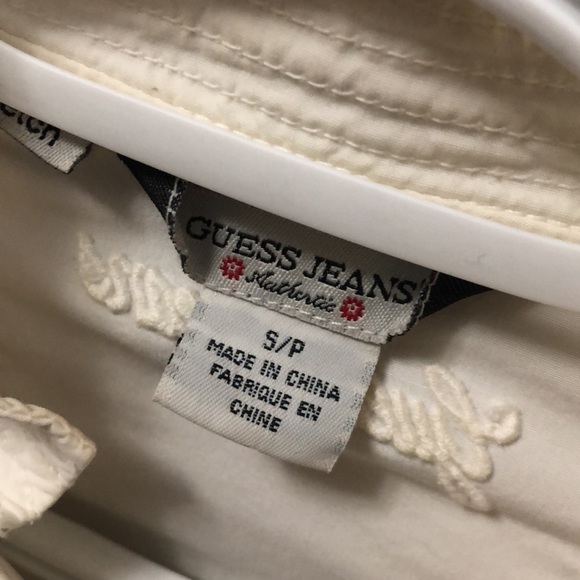 GUESS JEANS
Authentic
S/P
MADE IN CHINA
FABRIQUE EN
CHINE